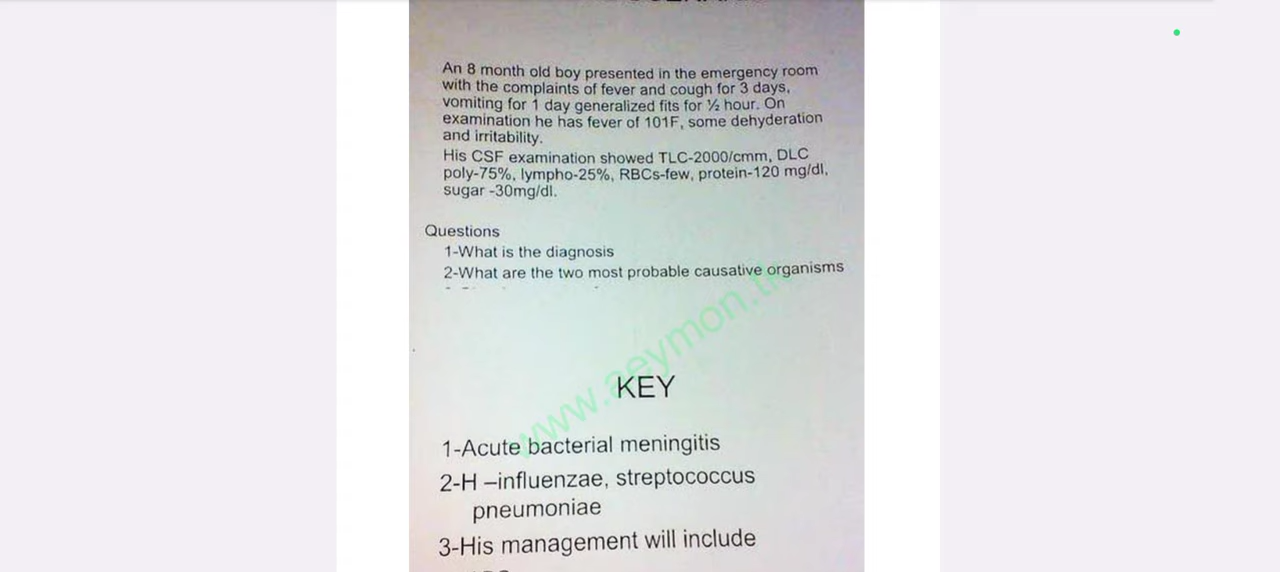 An 8 month old boy presented in the emergency room
with the complaints of fever and cough for 3 days,
vomiting for 1 day generalized fits for ½ hour. On
examination he has fever of 101F, some dehyderation
and irritability.
His CSF examination showed TLC-2000/cmm, DLC
poly-75%, lympho-25%, RBCs-few, protein-120 mg/dl,
sugar -30mg/dl.
Questions
1-What is the diagnosis
2-What are the two most probable causative organisms
www.aeymon.tk
KEY
1-Acute bacterial meningitis
2-H –influenzae, streptococcus
pneumoniae
3-His management will include